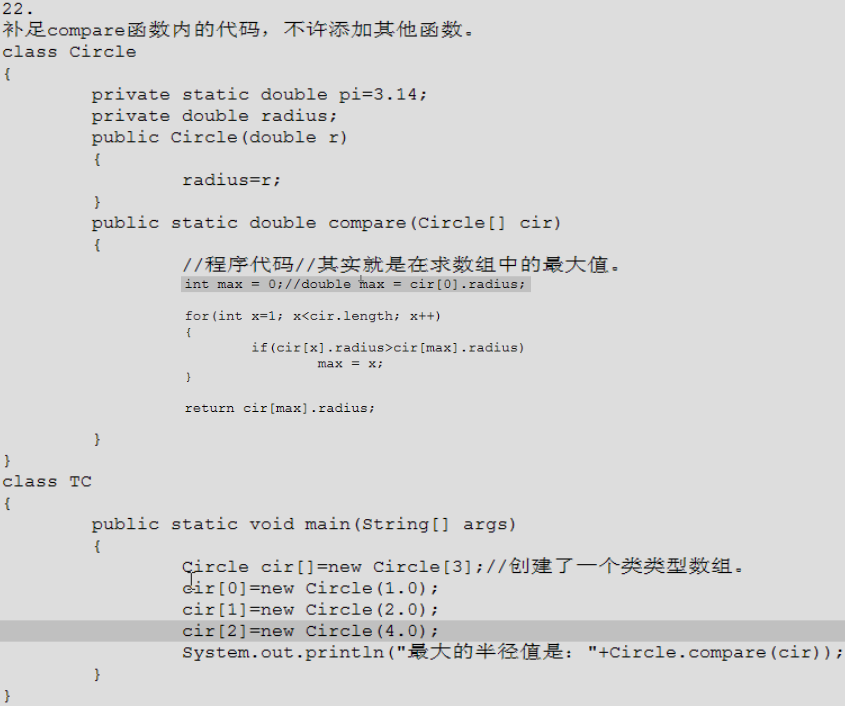 22.
补足compare函数内的代码，不许添加其他函数。
class Circle
{
private static double pi=3.14;
private double radius;
public Circle(double r)
{
radius=r;
}
public static double compare(Circle[] cir)
{
//程序代码//其实就是在求数组中的最大值。
int max = 0;//double max = cir[0].radius;
for(int x=1; x<cir.length; x++)
{
if(cir[x].radius>cir[max].radius)
max = x;
}
return cir[max].radius;
}
}
class TC
{
public static void main(String[] args)
{
Circle cir[]=new Circle[3];//创建了一个类类型数组。
cir[0]=new Circle(1.0);
cir[1]=new Circle(2.0);
cir[2]=new Circle(4.0);
System.out.println("最大的半径值是："+Circle.compare(cir));
}
}